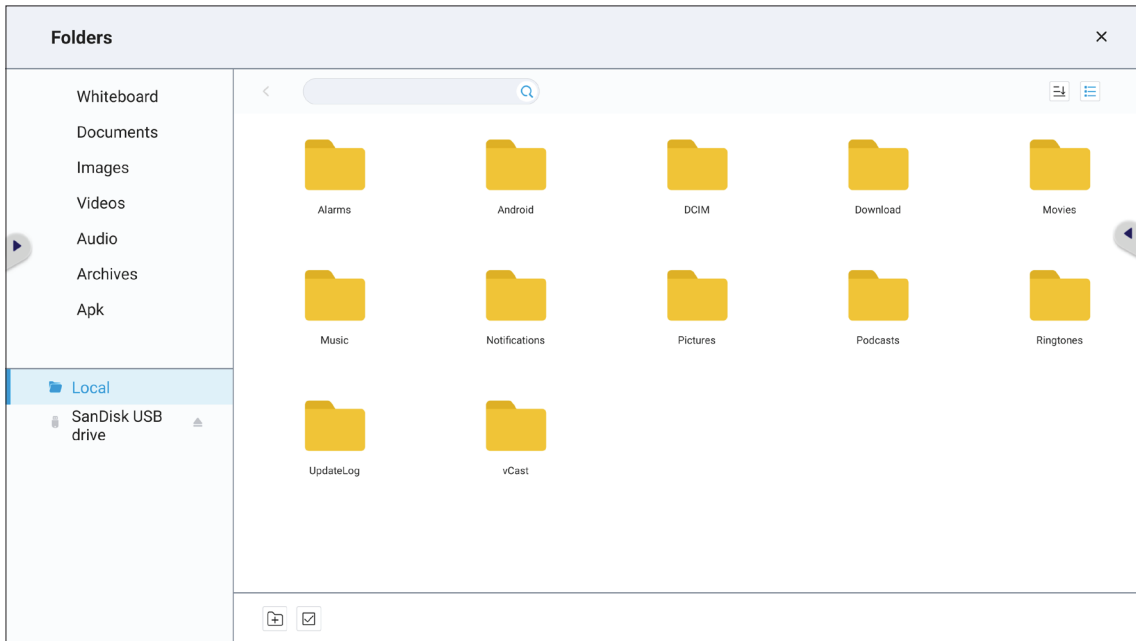 Folders
Whiteboard
Documents
Images
Videos
Audio
Archives
Apk
Local
SanDisk USB
drive
Alarms
Android
DCIM
Download
Movies
Music
Notifications
Pictures
Podcasts
Ringtones
UpdateLog
vCast